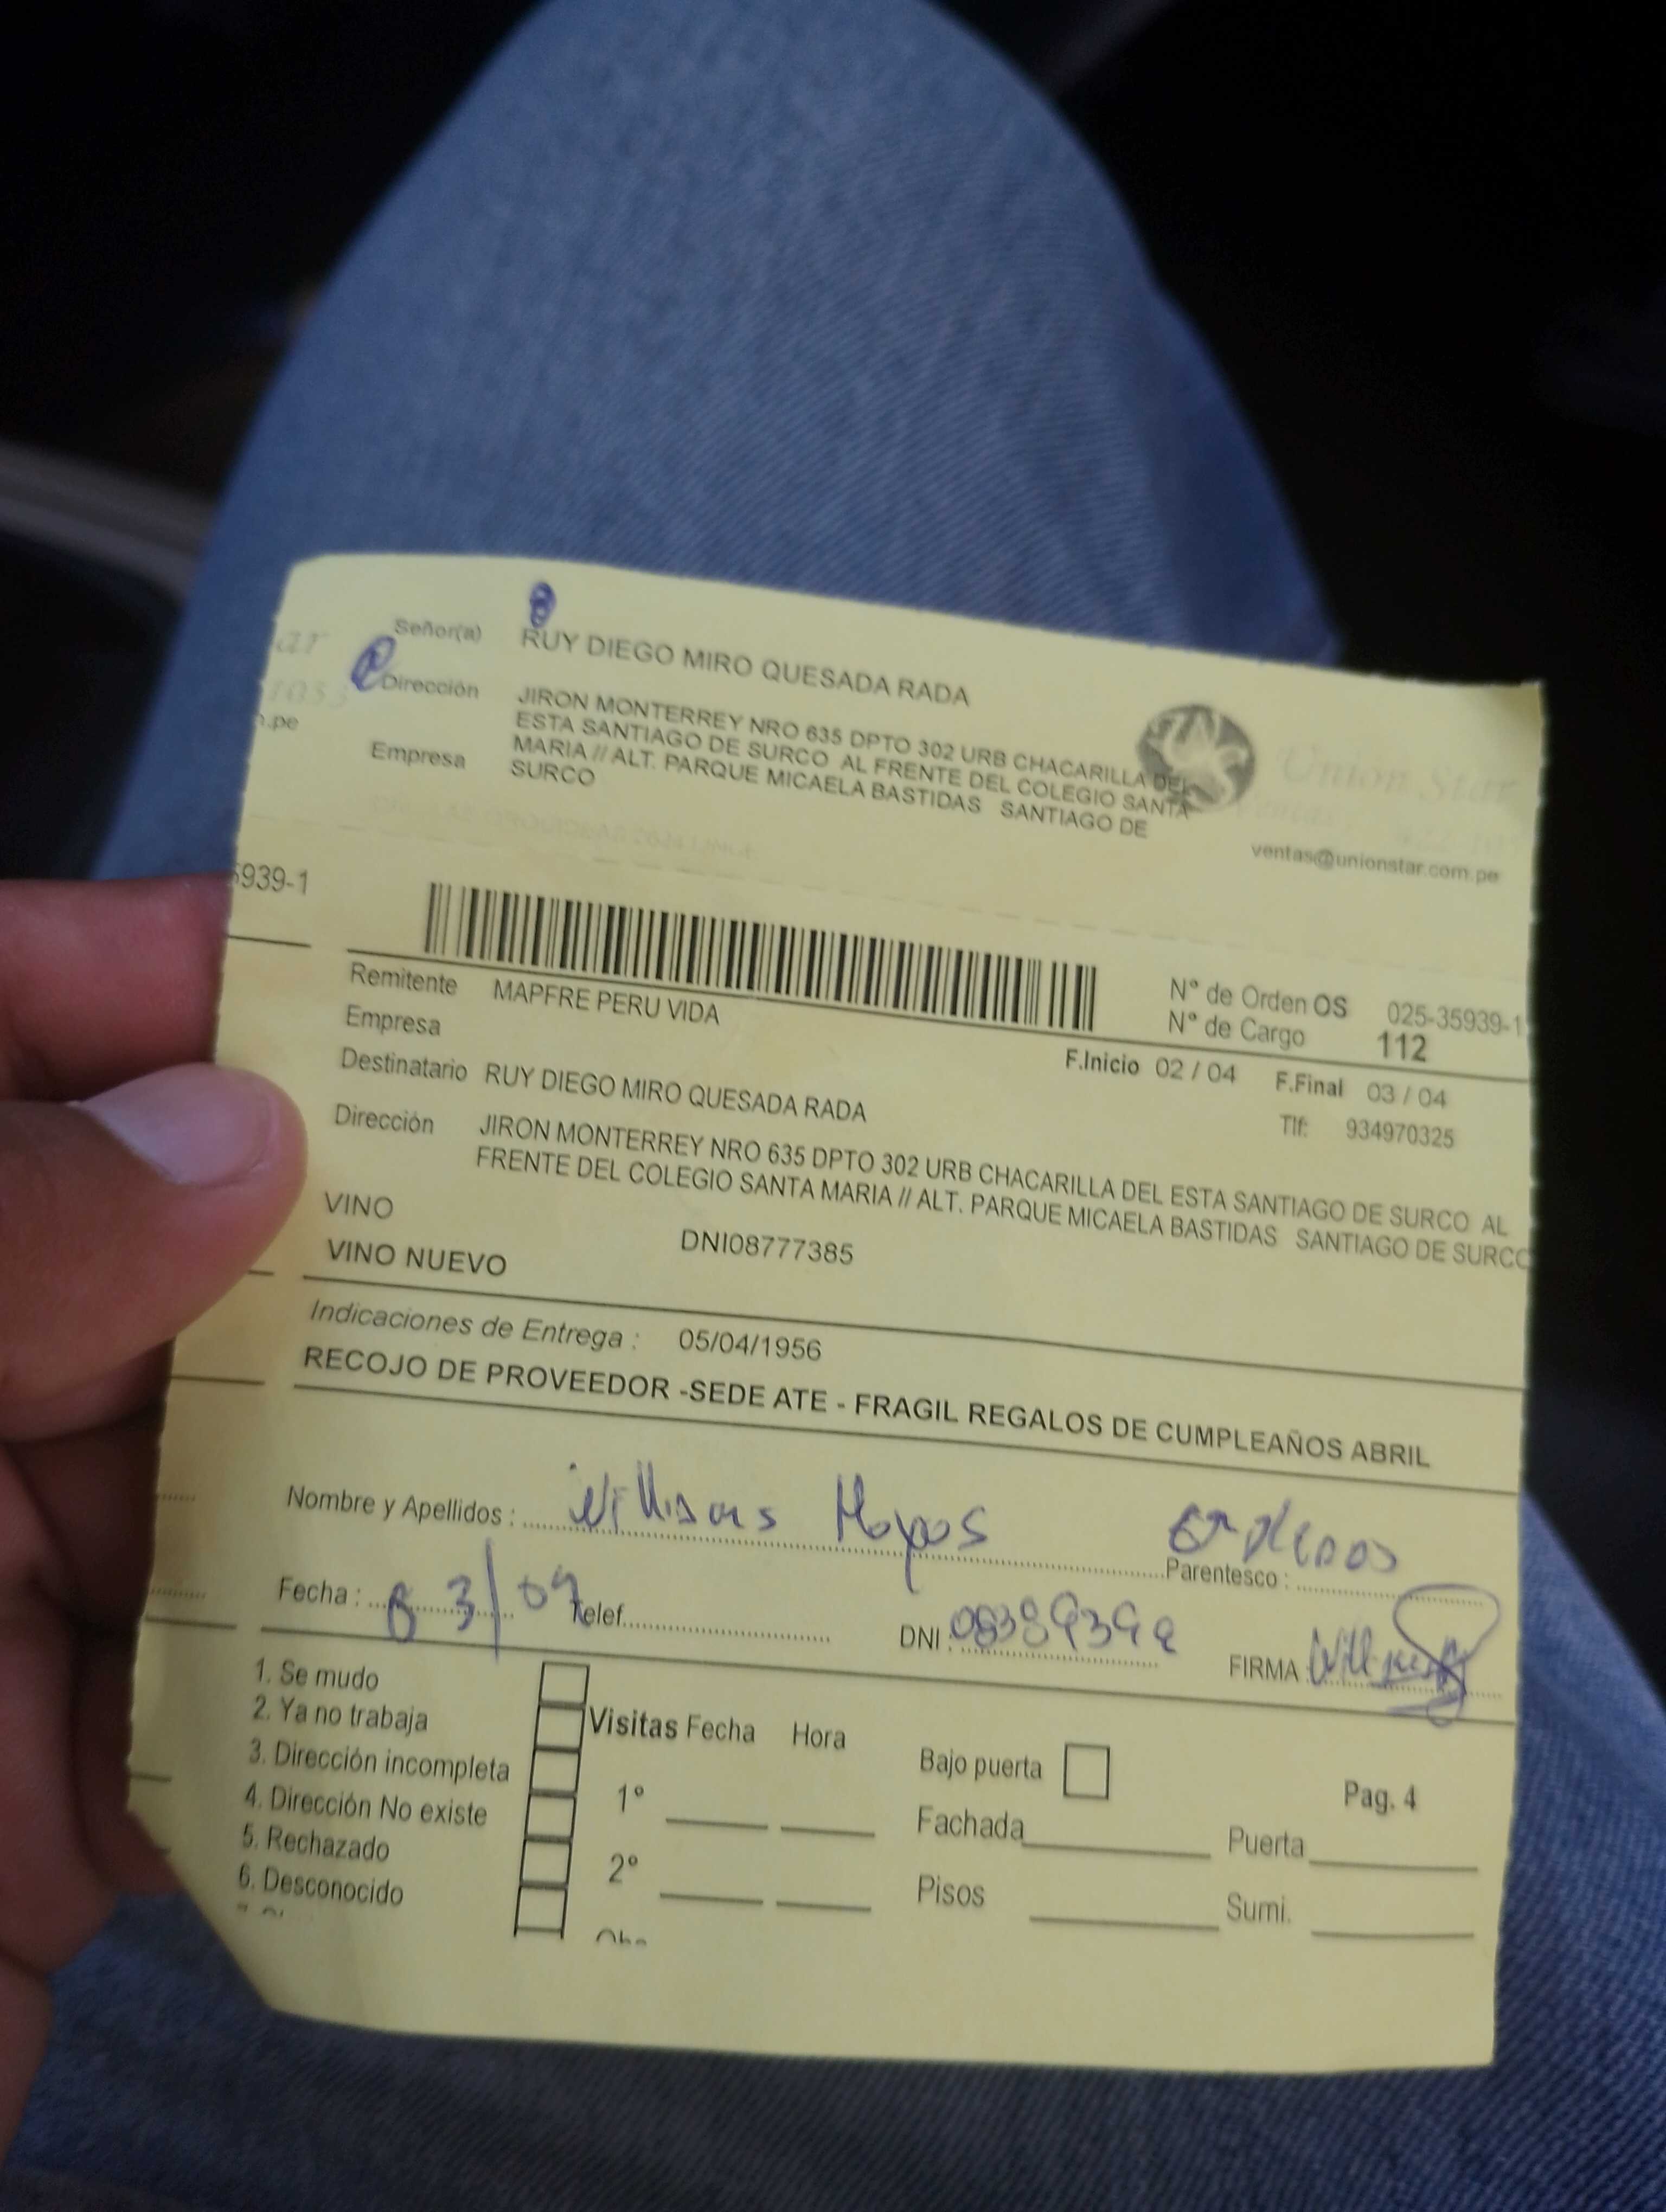 Señor(a) RUY DIEGO MIRO QUESADA RADA
Dirección JIRON MONTERREY NRO 635 DPTO 302 URB CHACARILLA DEL
ESTA SANTIAGO DE SURCO AL FRENTE DEL COLEGIO SANTA
Empresa MARIA // ALT. PARQUE MICAELA BASTIDAS SANTIAGO DE
SURCO
Union Star
ventas@unionstar.com.pe
ar
.pe
5939-1
Remitente MAPFRE PERU VIDA
Empresa
N° de Orden OS 025-35939-1
N° de Cargo 112
F.Inicio 02 / 04 F.Final 03 / 04
Destinatario RUY DIEGO MIRO QUESADA RADA
Tlf: 934970325
Dirección JIRON MONTERREY NRO 635 DPTO 302 URB CHACARILLA DEL ESTA SANTIAGO DE SURCO AL
FRENTE DEL COLEGIO SANTA MARIA // ALT. PARQUE MICAELA BASTIDAS SANTIAGO DE SURCO
VINO
VINO NUEVO DNI08777385
Indicaciones de Entrega : 05/04/1956
RECOJO DE PROVEEDOR -SEDE ATE - FRAGIL REGALOS DE CUMPLEAÑOS ABRIL
Nombre y Apellidos :
Parentesco :
Fecha : 03/04 Telef. DNI : FIRMA :
1. Se mudo
2. Ya no trabaja
3. Dirección incompleta
4. Dirección No existe
5. Rechazado
6. Desconocido
Visitas Fecha Hora
1°
2°
Bajo puerta
Fachada
Pisos
Pag. 4
Puerta
Sumi.